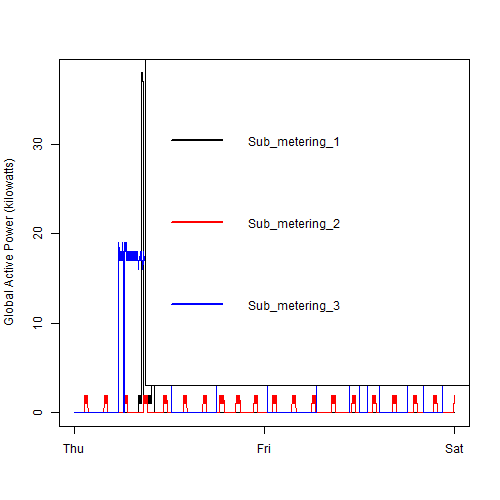 Global Active Power (kilowatts)
30
20
10
0
Sub_metering_1
Sub_metering_2
Sub_metering_3
Thu
Fri
Sat